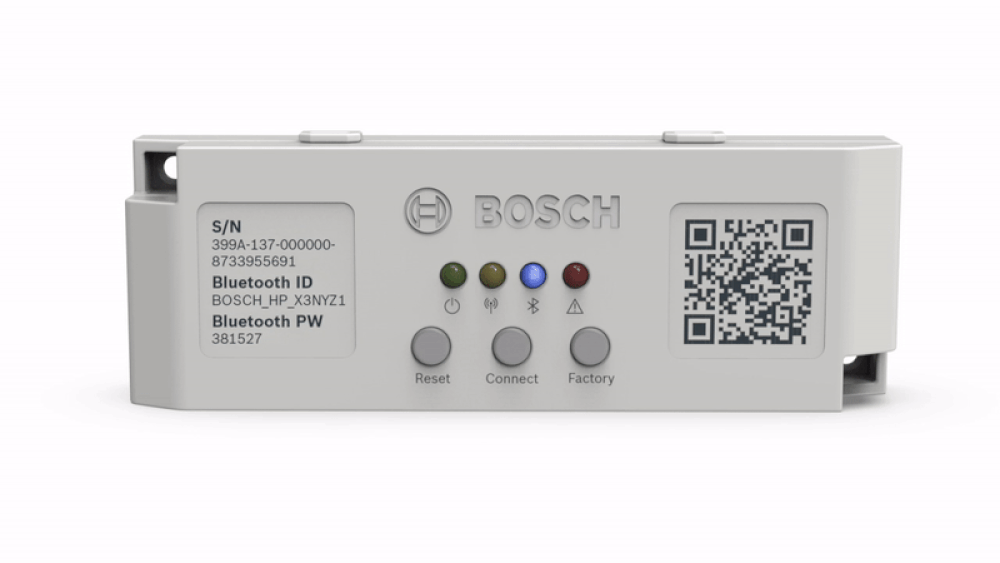 S/N
399A-137-000000-
8733955691
Bluetooth ID
BOSCH_HP_X3NYZ1
Bluetooth PW
381527
BOSCH
Reset
Connect
Factory